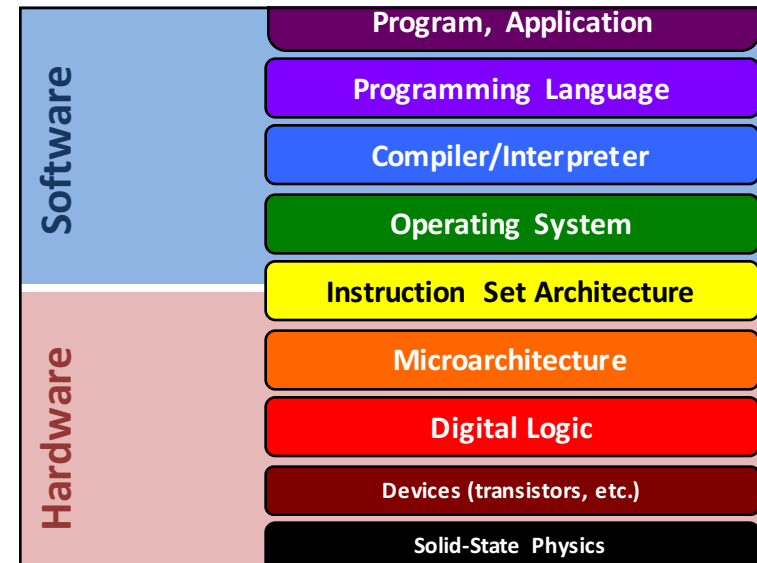 Software
Program, Application
Programming Language
Compiler/Interpreter
Operating System
Instruction Set Architecture
Hardware
Microarchitecture
Digital Logic
Devices (transistors, etc.)
Solid-State Physics